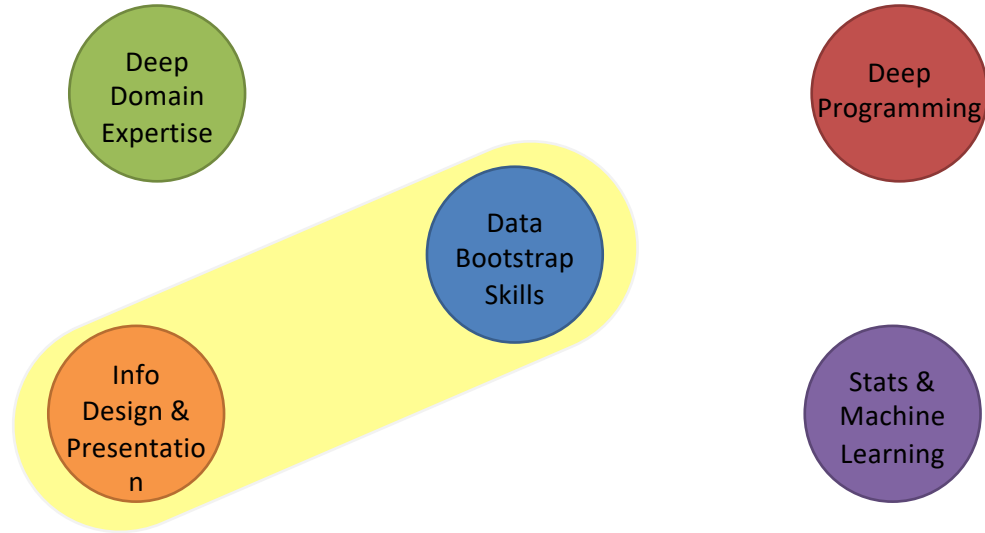 Deep
Domain
Expertise
Deep
Programming
Data
Bootstrap
Skills
Info
Design &
Presentatio
n
Stats &
Machine
Learning